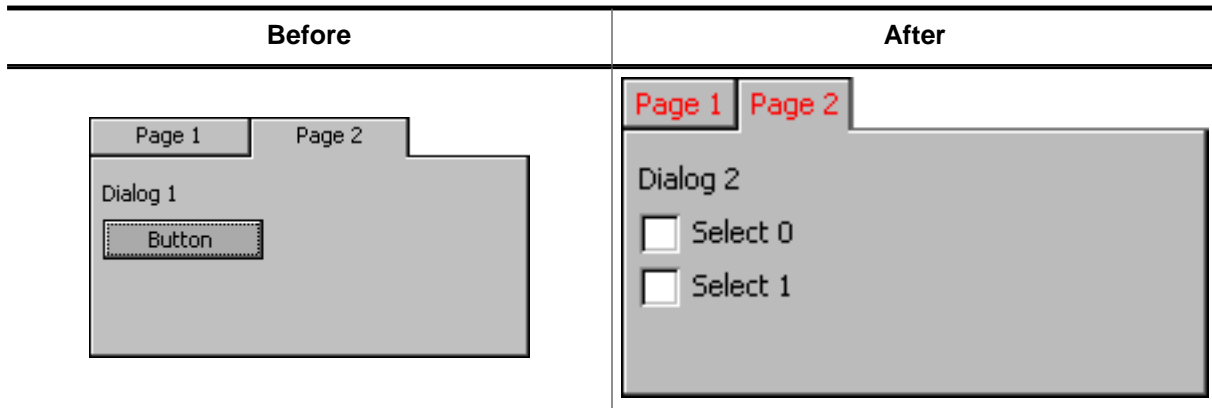 Before After
Page 1 Page 2
Dialog 1
Button
Page 1 Page 2
Dialog 2
Select 0
Select 1